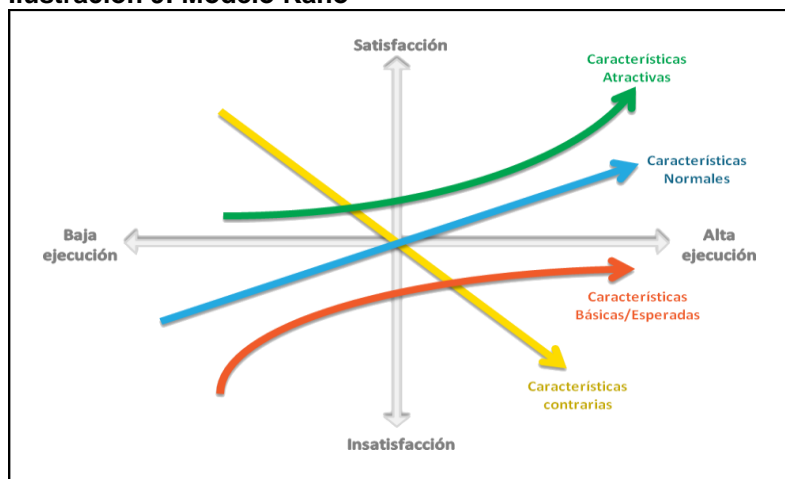 Satisfacción
Características
Atractivas
Características
Normales
Baja
ejecución
Alta
ejecución
Características
Básicas/Esperadas
Características
contrarias
Insatisfacción